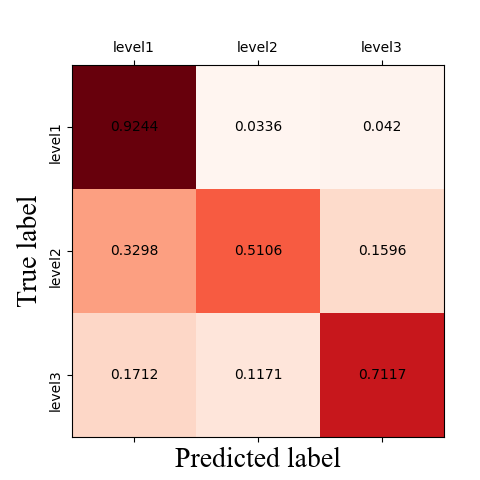 level1 level2 level3
level1 0.9244 0.0336 0.042
level2 0.3298 0.5106 0.1596
level3 0.1712 0.1171 0.7117
True label
Predicted label